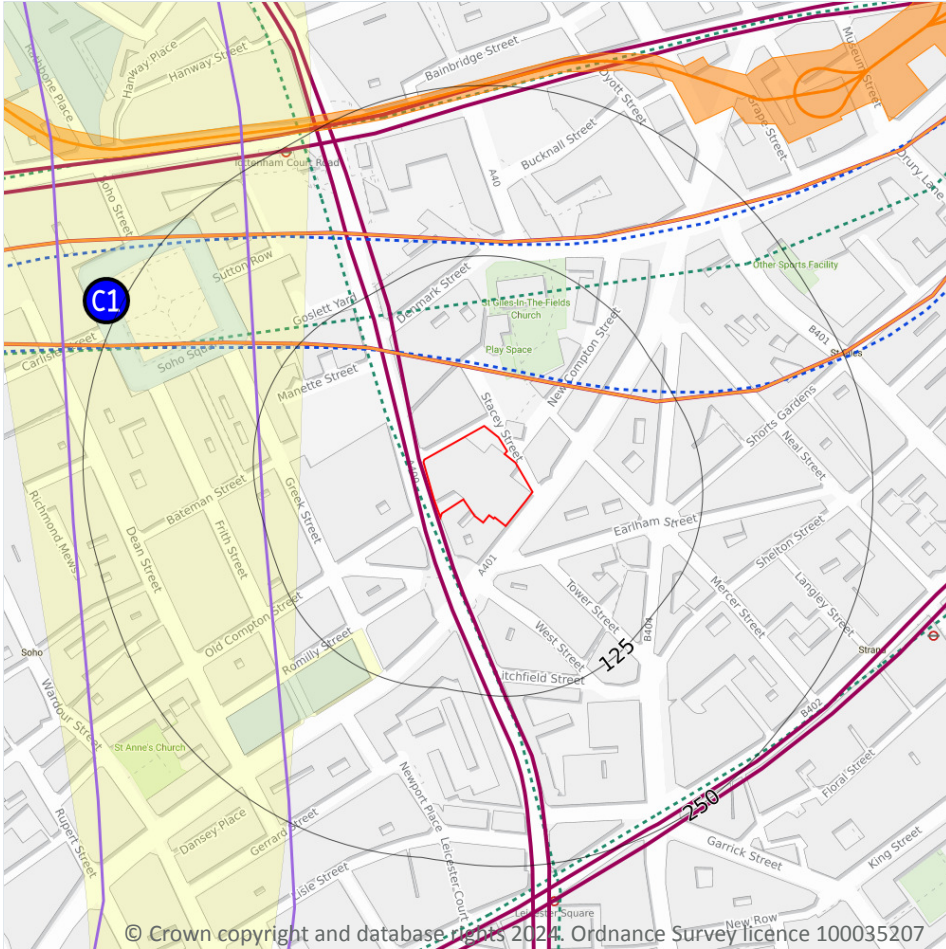 Rathbone Place
Hanway Place
Hanway Street
Bainbridge Street
Museum Street
Dyott Street
Grape Street
Bucknall Street
Tottenham Court Road
A40
Drury Lane
Soho Street
Sutton Row
Other Sports Facility
C1
Denmark Street
Goslett Yard
St Giles-In-The-Fields
Church
B401
Carlisle Street
Soho Squ
Play Space
New Compton Street
Manette Street
Stacey Street
Shorts Gardens
Neal Street
A400
Richmond Mews
Bateman Street
Greek Street
Dean Street
Frith Street
Earlham Street
Shelton Street
A401
Tower Street
Mercer Street
Langley Street
Old Compton Street
West Street
B404
Romilly Street
125
Soho
Strand
itchfield Street
Wardour Street
B402
St Anne's Church
Newport Place
Floral Street
250
Rupert Street
Dansey Place
Gerrard Street
Leicester Court
Garrick Street
King Street
Lisle Street
Leicester Square
New Row
© Crown copyright and database rights 2024. Ordnance Survey licence 100035207